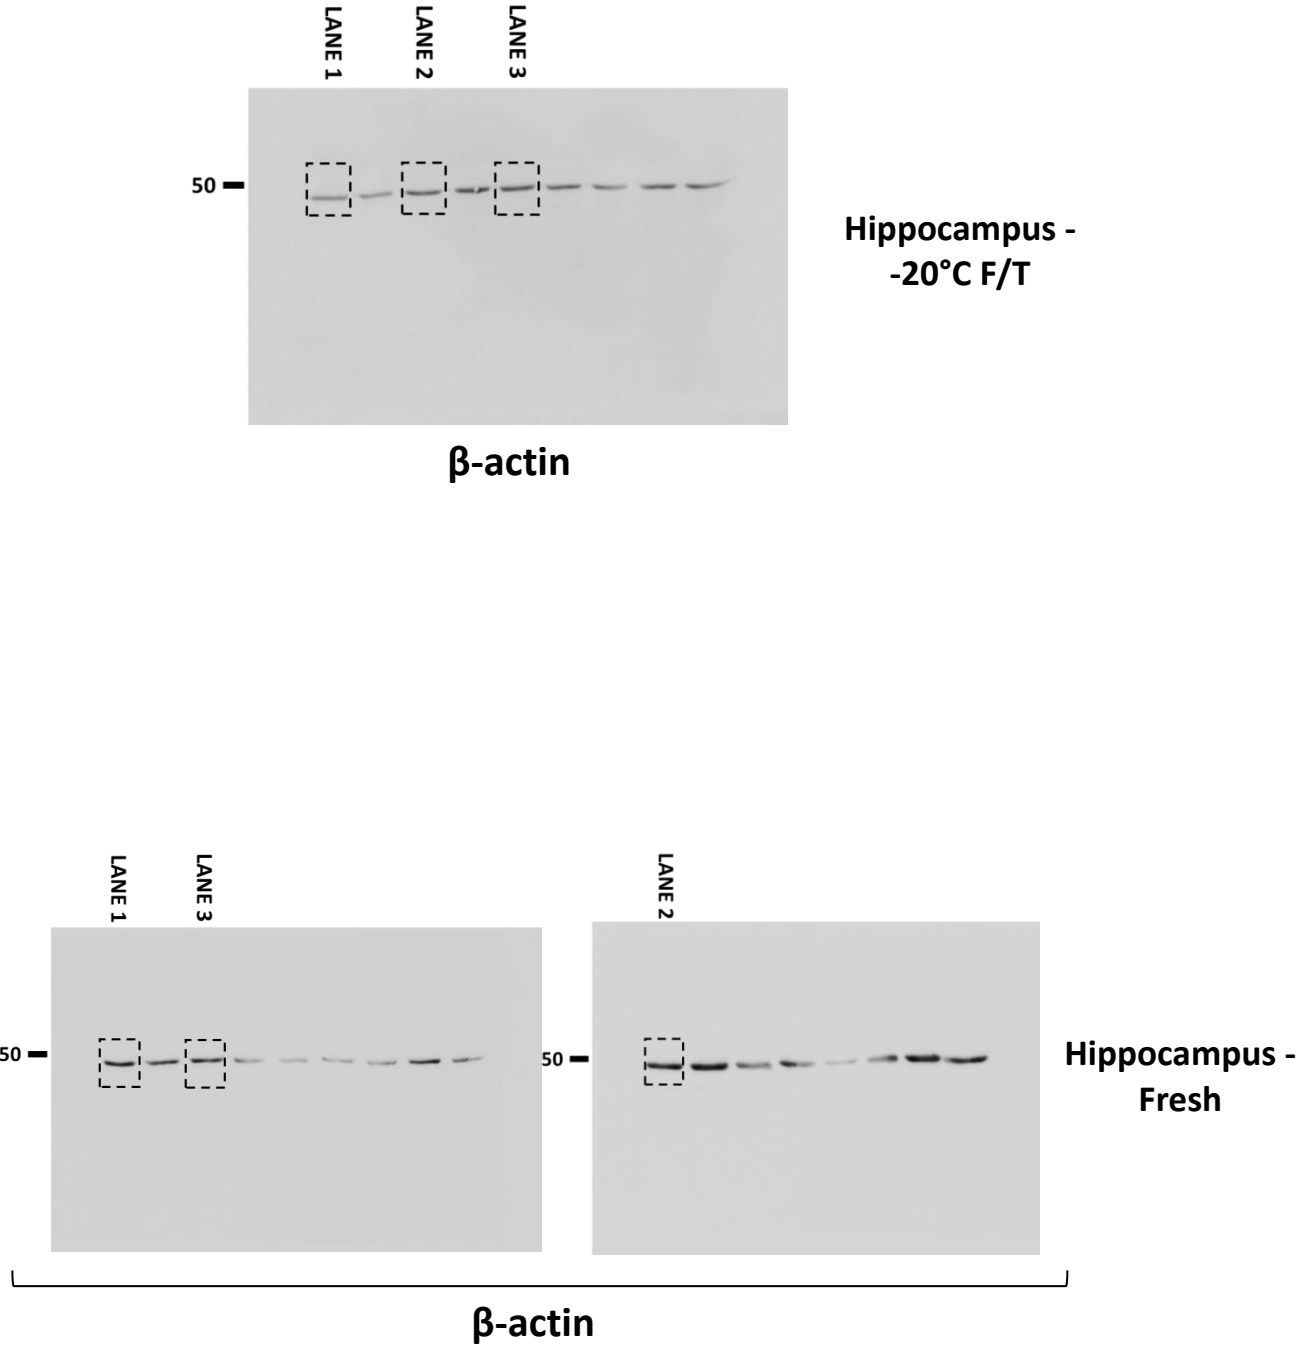 LANE 1
LANE 2
LANE 3
50
Hippocampus -
-20°C F/T
β-actin
LANE 1
LANE 3
LANE 2
50
50
Hippocampus -
Fresh
β-actin